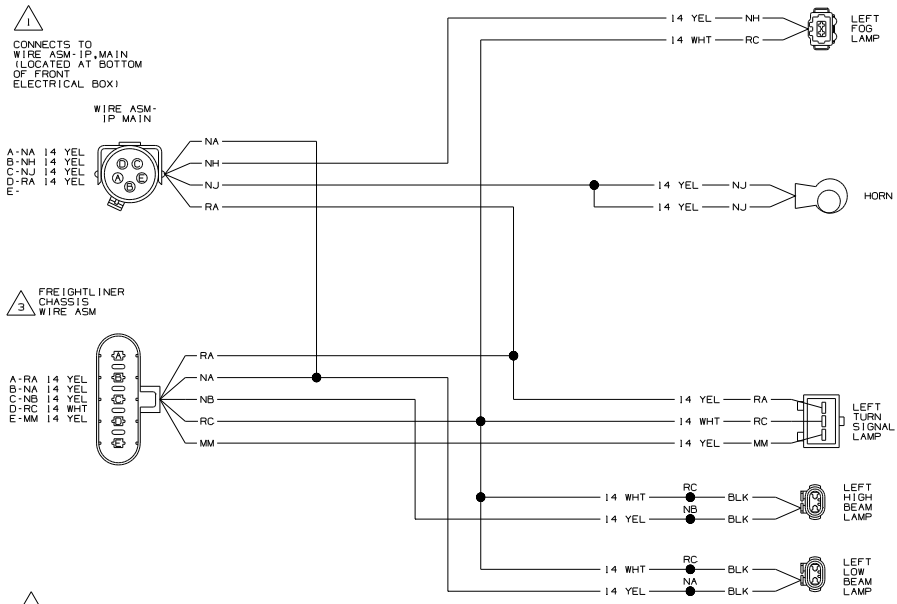 1
CONNECTS TO
WIRE ASM-IP,MAIN
(LOCATED AT BOTTOM
OF FRONT
ELECTRICAL BOX)
WIRE ASM-
IP MAIN
A-NA 14 YEL
B-NH 14 YEL
C-NJ 14 YEL
D-RA 14 YEL
E-
D C
A E
B
NA
NH
NJ
RA
14 YEL NH
14 WHT RC
LEFT
FOG
LAMP
14 YEL NJ
14 YEL NJ
HORN
3
FREIGHTLINER
CHASSIS
WIRE ASM
A-RA 14 YEL
B-NA 14 YEL
C-NB 14 YEL
D-RC 14 WHT
E-MM 14 YEL
A
B
C
D
E
RA
NA
NB
RC
MM
14 YEL RA
14 WHT RC
14 YEL MM
LEFT
TURN
SIGNAL
LAMP
RC
14 WHT BLK
NB
14 YEL BLK
LEFT
HIGH
BEAM
LAMP
RC
14 WHT BLK
NA
14 YEL BLK
LEFT
LOW
BEAM
LAMP